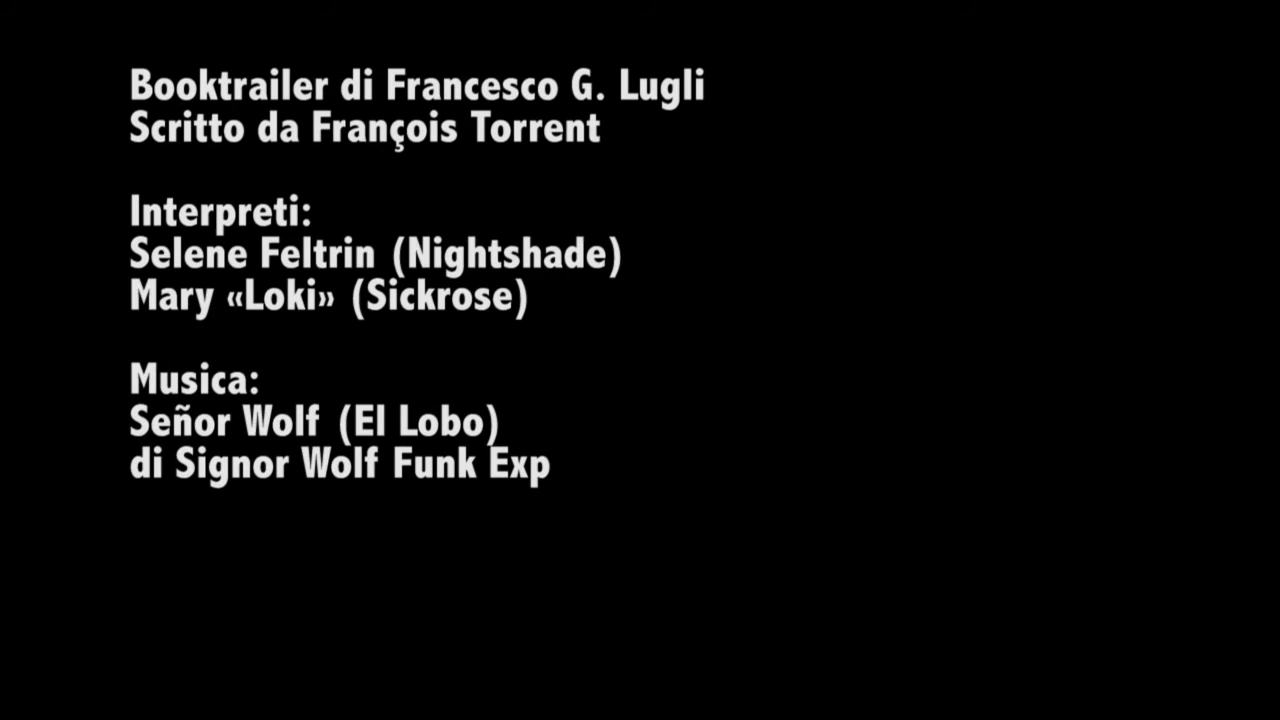 Booktrailer di Francesco G. Lugli
Scritto da François Torrent
Interpreti:
Selene Feltrin (Nightshade)
Mary «Loki» (Sickrose)
Musica:
Señor Wolf (El Lobo)
di Signor Wolf Funk Exp